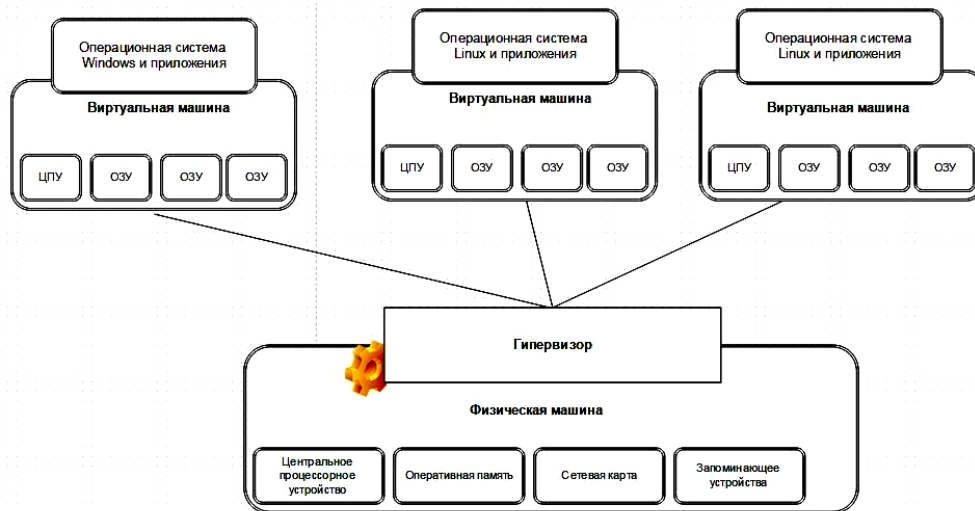 Операционная система
Windows и приложения
Виртуальная машина
ЦПУ
ОЗУ
ОЗУ
ОЗУ
Операционная система
Linux и приложения
Виртуальная машина
ЦПУ
ОЗУ
ОЗУ
ОЗУ
Операционная система
Linux и приложения
Виртуальная машина
ЦПУ
ОЗУ
ОЗУ
ОЗУ
Гипервизор
Физическая машина
Центральное
процессорное
устройство
Оперативная память
Сетевая карта
Запоминающее
устройства